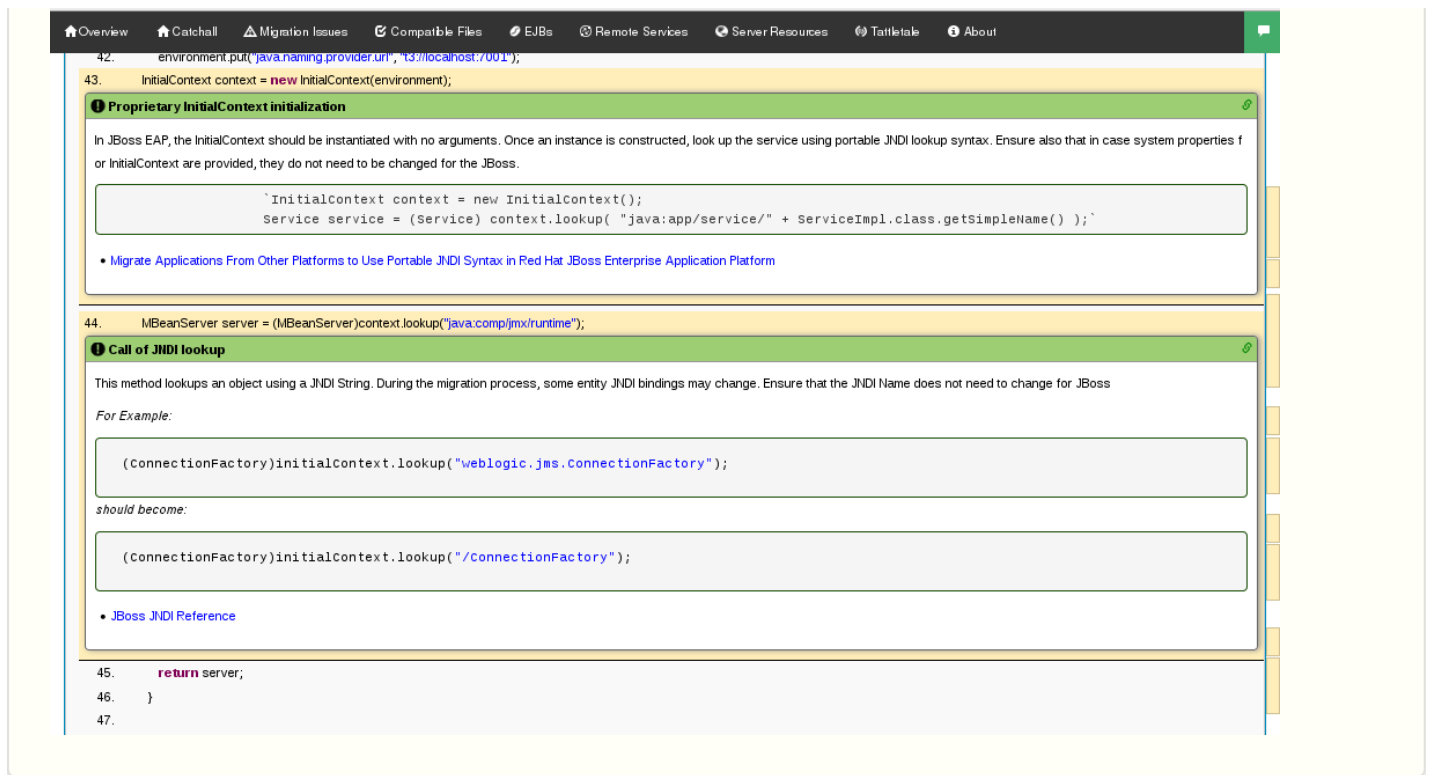 Overview Catchall Migration Issues Compatible Files EJBs Remote Services Server Resources Tattletale About
42. environment.put("java.naming.provider.url", "t3://localhost:7001");
43. InitialContext context = new InitialContext(environment);
Proprietary InitialContext initialization
In JBoss EAP, the InitialContext should be instantiated with no arguments. Once an instance is constructed, look up the service using portable JNDI lookup syntax. Ensure also that in case system properties f
or InitialContext are provided, they do not need to be changed for the JBoss.
`InitialContext context = new InitialContext();
Service service = (Service) context.lookup( "java:app/service/" + ServiceImpl.class.getSimpleName() );`
• Migrate Applications From Other Platforms to Use Portable JNDI Syntax in Red Hat JBoss Enterprise Application Platform
44. MBeanServer server = (MBeanServer)context.lookup("java:comp/jmx/runtime");
Call of JNDI lookup
This method lookups an object using a JNDI String. During the migration process, some entity JNDI bindings may change. Ensure that the JNDI Name does not need to change for JBoss
For Example:
(ConnectionFactory)initialContext.lookup("weblogic.jms.ConnectionFactory");
should become:
(ConnectionFactory)initialContext.lookup("/ConnectionFactory");
• JBoss JNDI Reference
45. return server;
46. }
47.